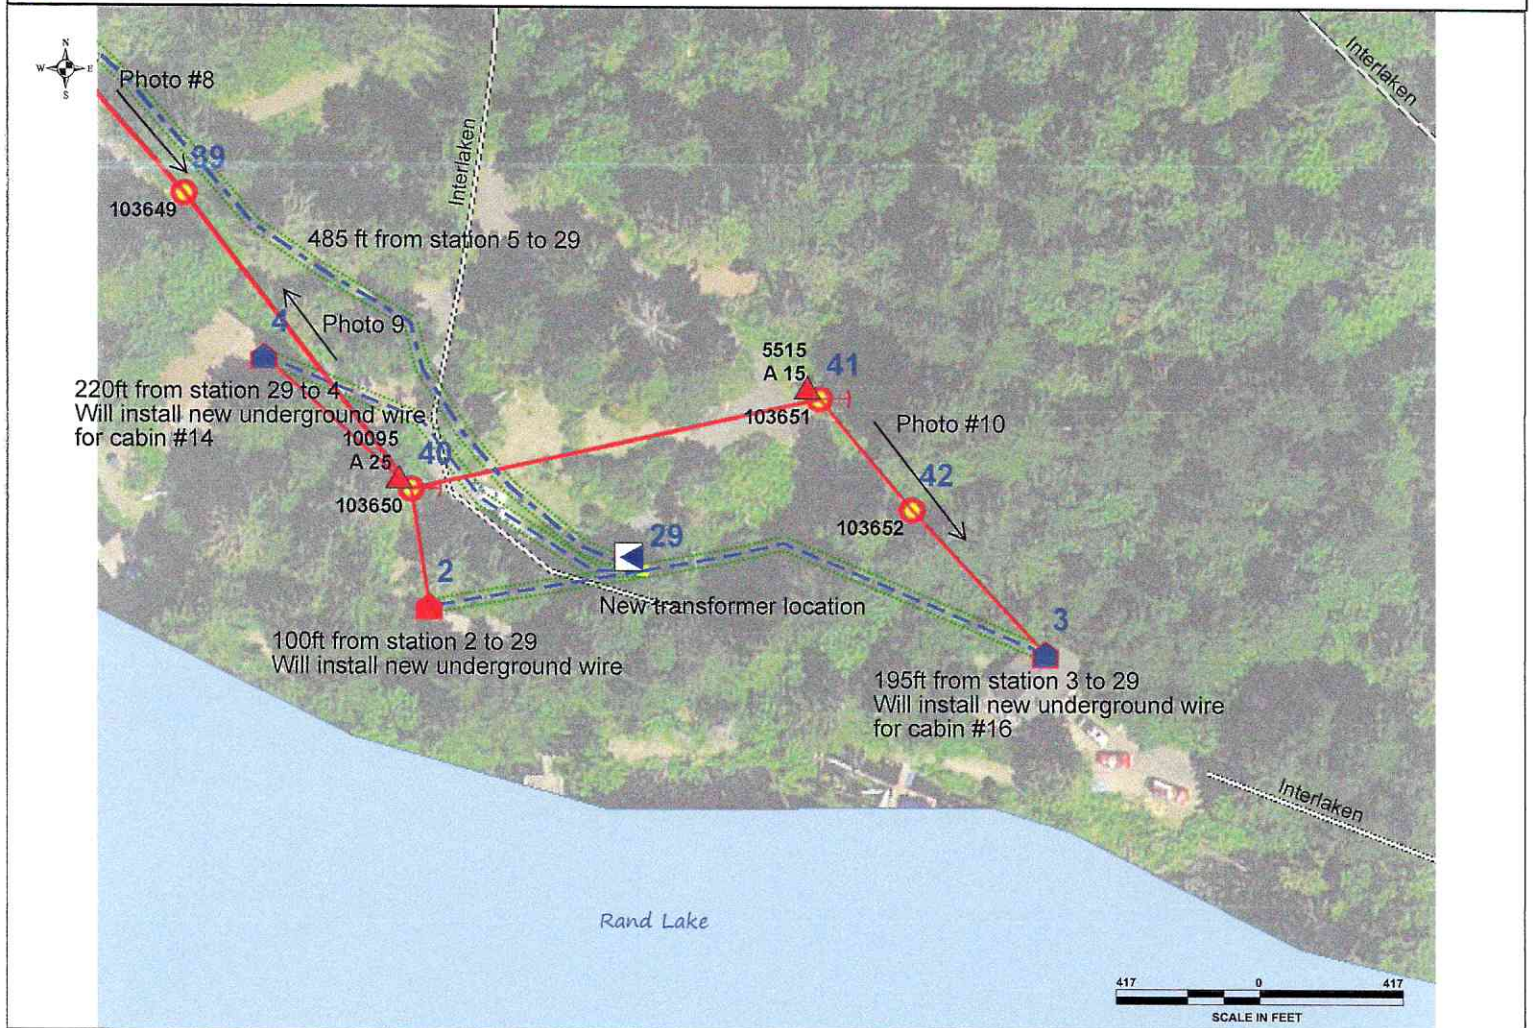 N
W E
S
Photo #8
39
103649
Interlaken
Interlaken
485 ft from station 5 to 29
4
Photo 9
220ft from station 29 to 4
Will install new underground wire
for cabin #14
10095
A 25
40
103650
5515
A 15
41
103651
Photo #10
42
103652
29
2
New transformer location
100ft from station 2 to 29
Will install new underground wire
3
195ft from station 3 to 29
Will install new underground wire
for cabin #16
Interlaken
Rand Lake
417 0 417
SCALE IN FEET